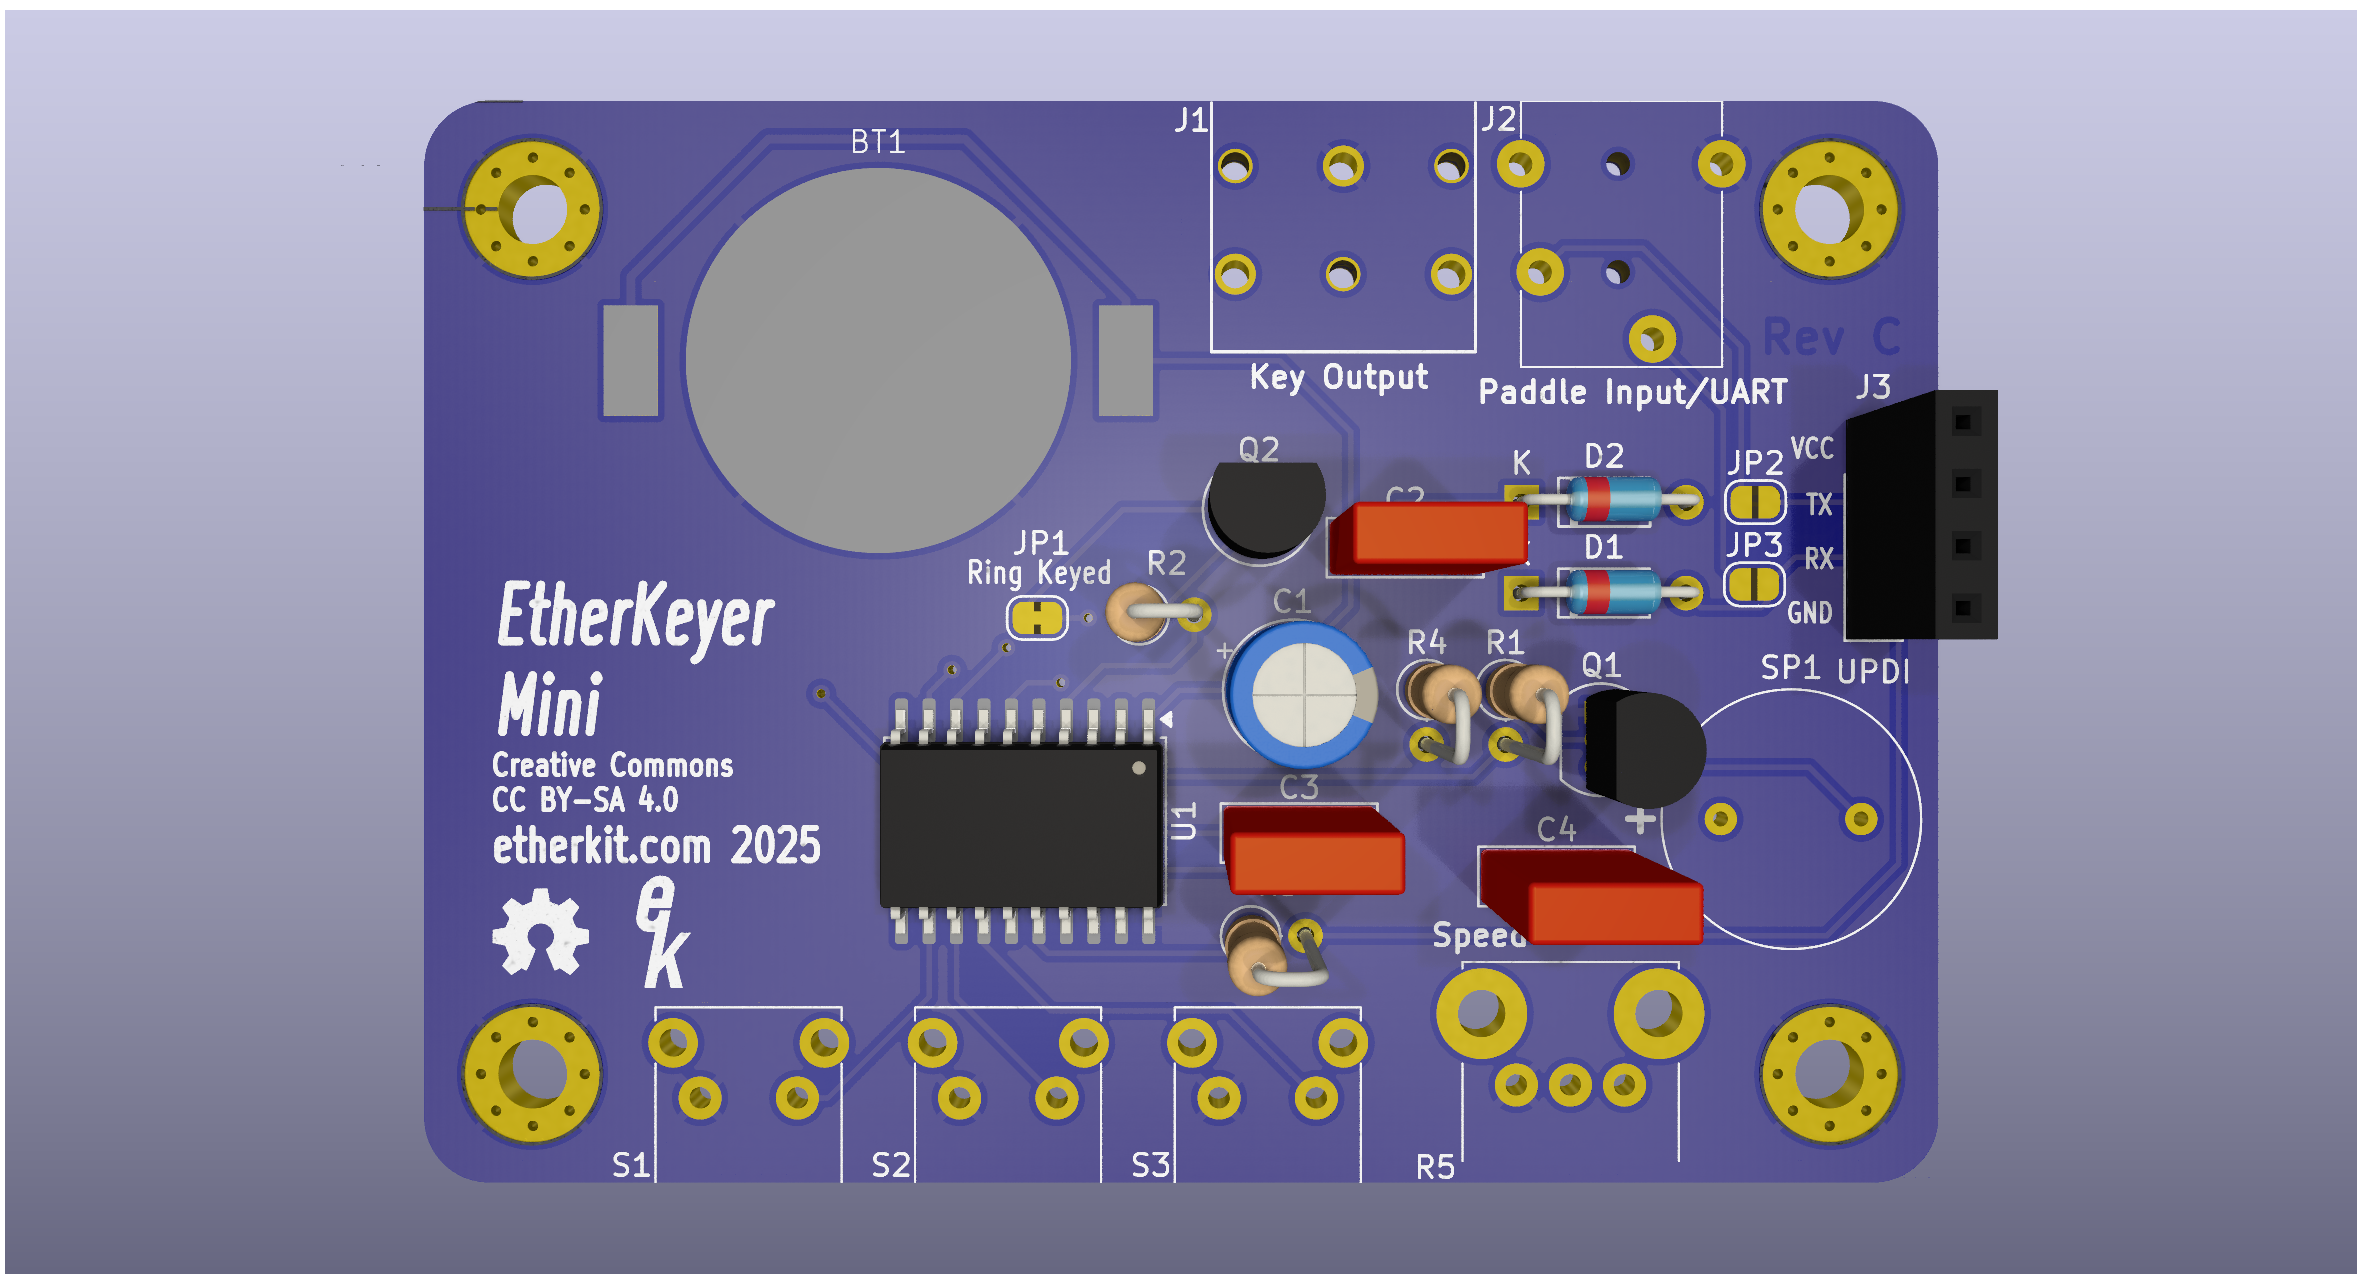 BT1
J1
J2
Key Output
Paddle Input/UART
Rev C
J3
VCC
TX
RX
GND
UPDI
Q2
C2
K
D2
JP2
D1
JP3
JP1
Ring Keyed
R2
C1
+
R4
R1
Q1
SP1
+
EtherKeyer
Mini
Creative Commons
CC BY-SA 4.0
etherkit.com 2025
ek
U1
C3
C4
Speed
S1
S2
S3
R5